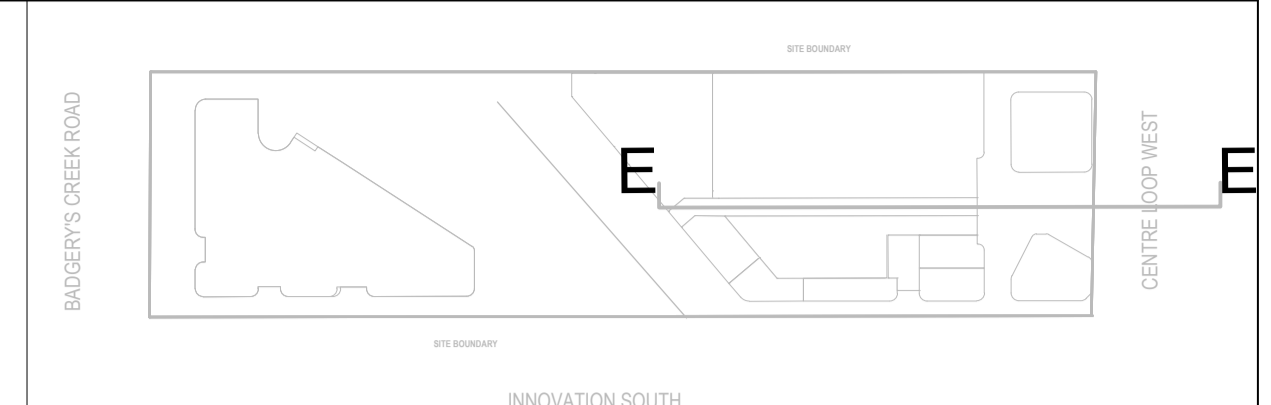 SITE BOUNDARY
BADGERY'S CREEK ROAD
E
E
CENTRE LOOP WEST
SITE BOUNDARY
INNOVATION SOUTH